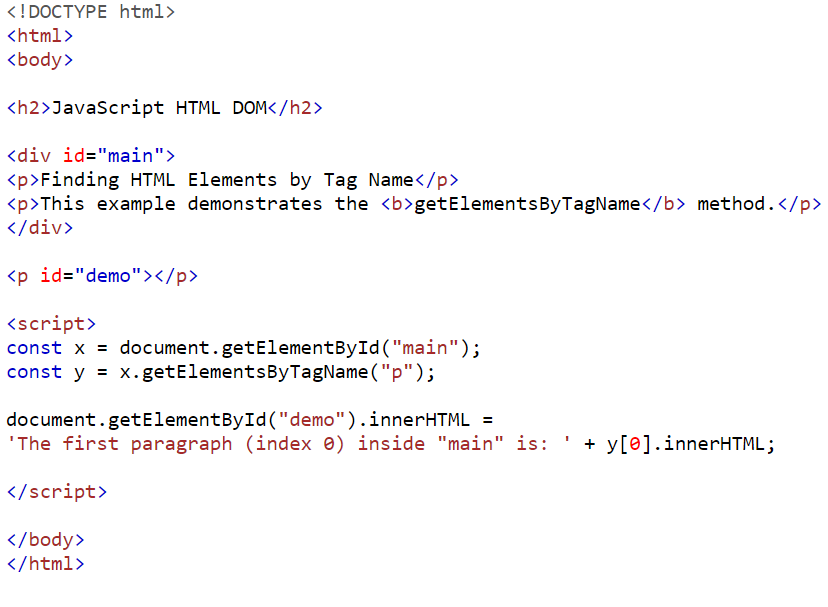 <!DOCTYPE html>
<html>
<body>
<h2>JavaScript HTML DOM</h2>
<div id="main">
<p>Finding HTML Elements by Tag Name</p>
<p>This example demonstrates the <b>getElementsByTagName</b> method.</p>
</div>
<p id="demo"></p>
<script>
const x = document.getElementById("main");
const y = x.getElementsByTagName("p");
document.getElementById("demo").innerHTML =
'The first paragraph (index 0) inside "main" is: ' + y[0].innerHTML;
</script>
</body>
</html>